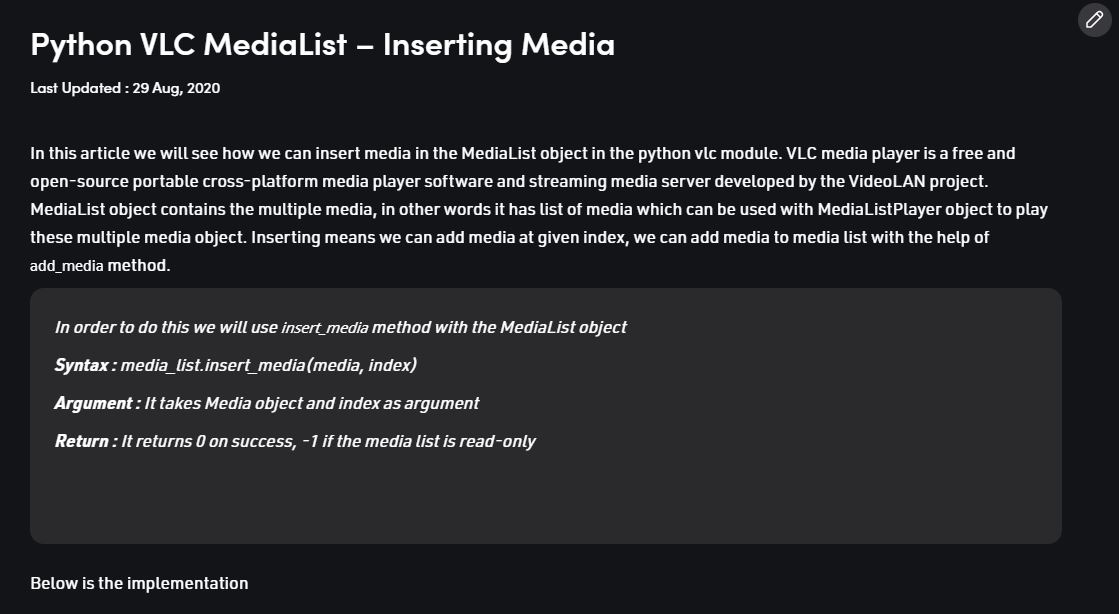 Python VLC MediaList – Inserting Media
Last Updated : 29 Aug, 2020
In this article we will see how we can insert media in the MediaList object in the python vlc module. VLC media player is a free and
open-source portable cross-platform media player software and streaming media server developed by the VideoLAN project.
MediaList object contains the multiple media, in other words it has list of media which can be used with MediaListPlayer object to play
these multiple media object. Inserting means we can add media at given index, we can add media to media list with the help of
add_media method.
In order to do this we will use insert_media method with the MediaList object
Syntax : media_list.insert_media(media, index)
Argument : It takes Media object and index as argument
Return : It returns 0 on success, -1 if the media list is read-only
Below is the implementation